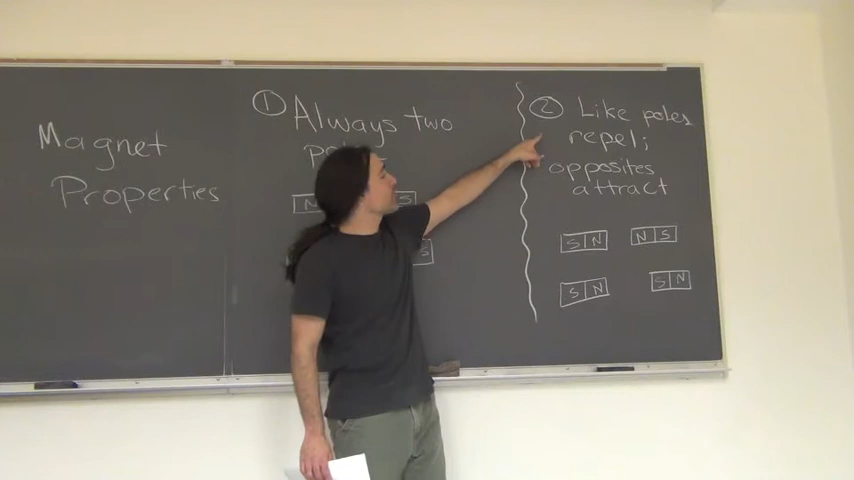 Magnet
Properties
① Always two
N S
S
② Like poles
repel;
opposites
attract
S N N S
S N S N